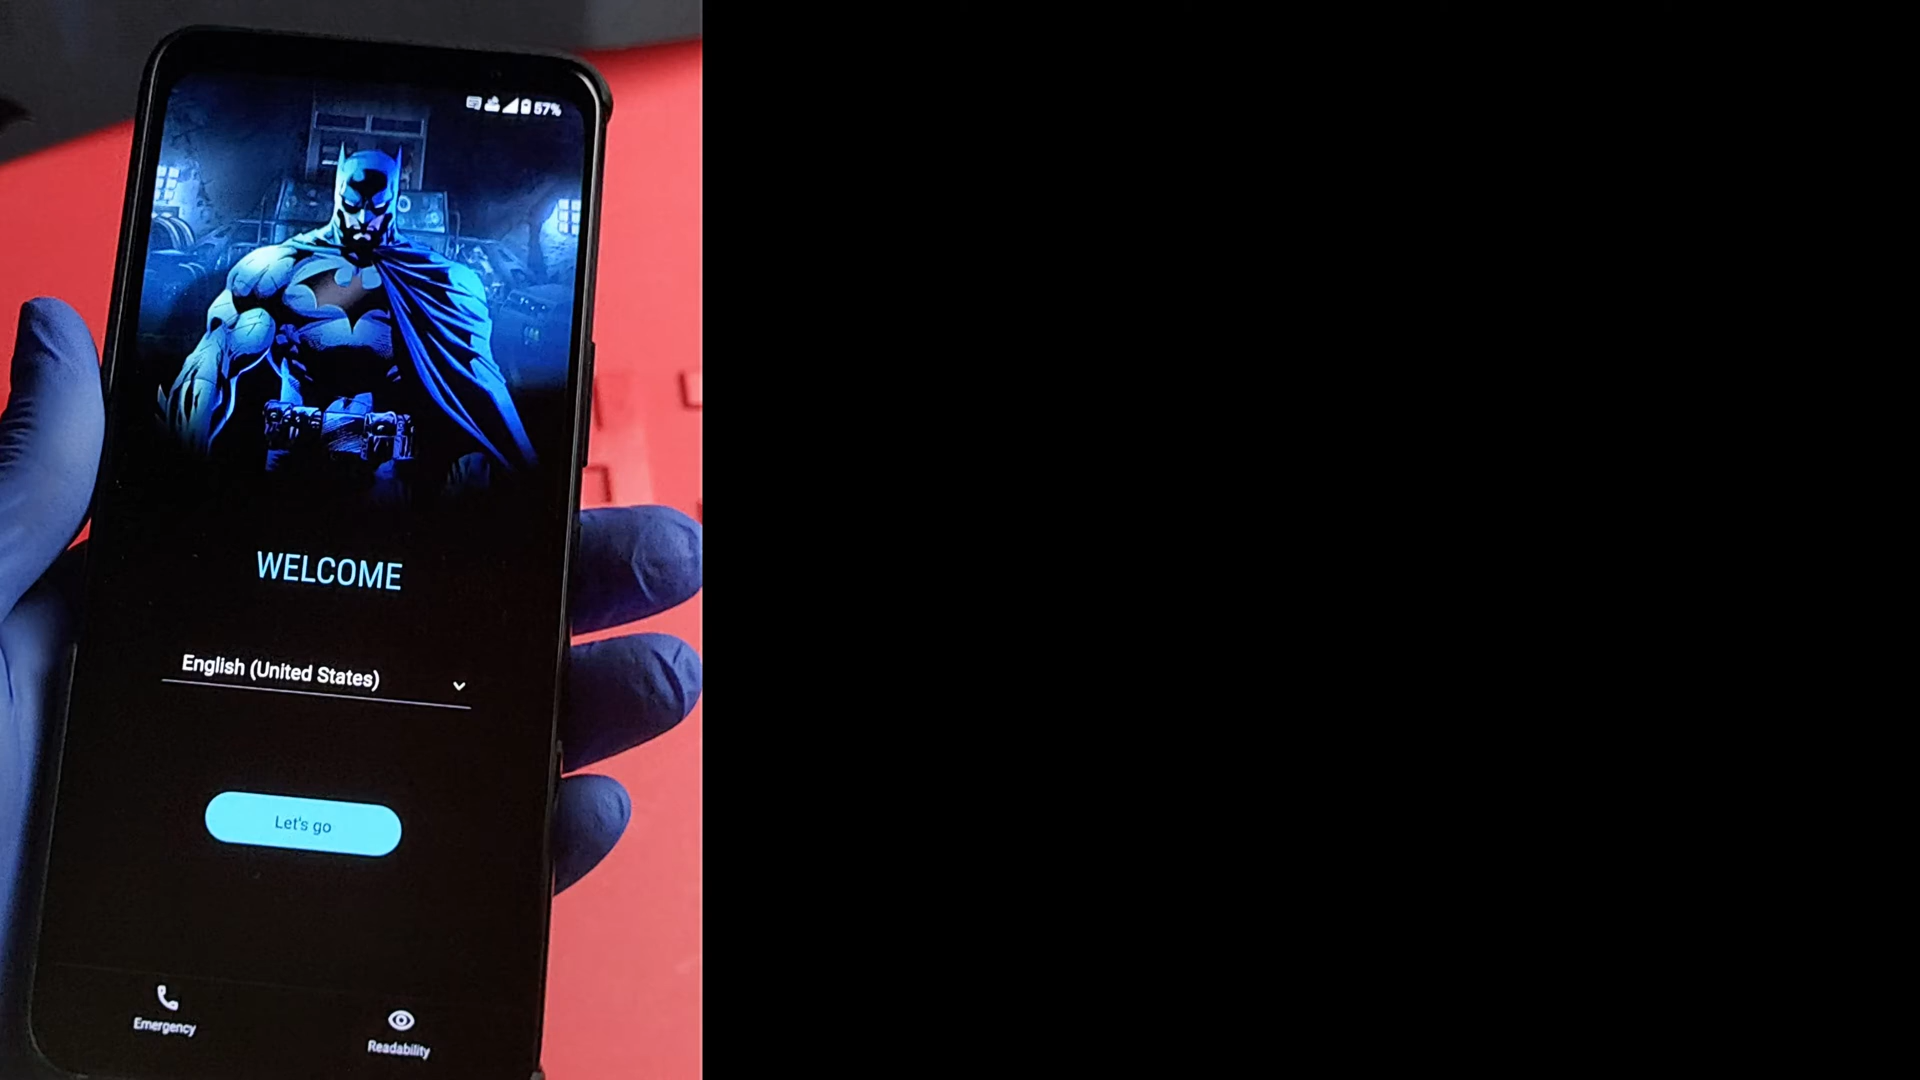 57%
WELCOME
English (United States)
Let's go
Emergency
Readability